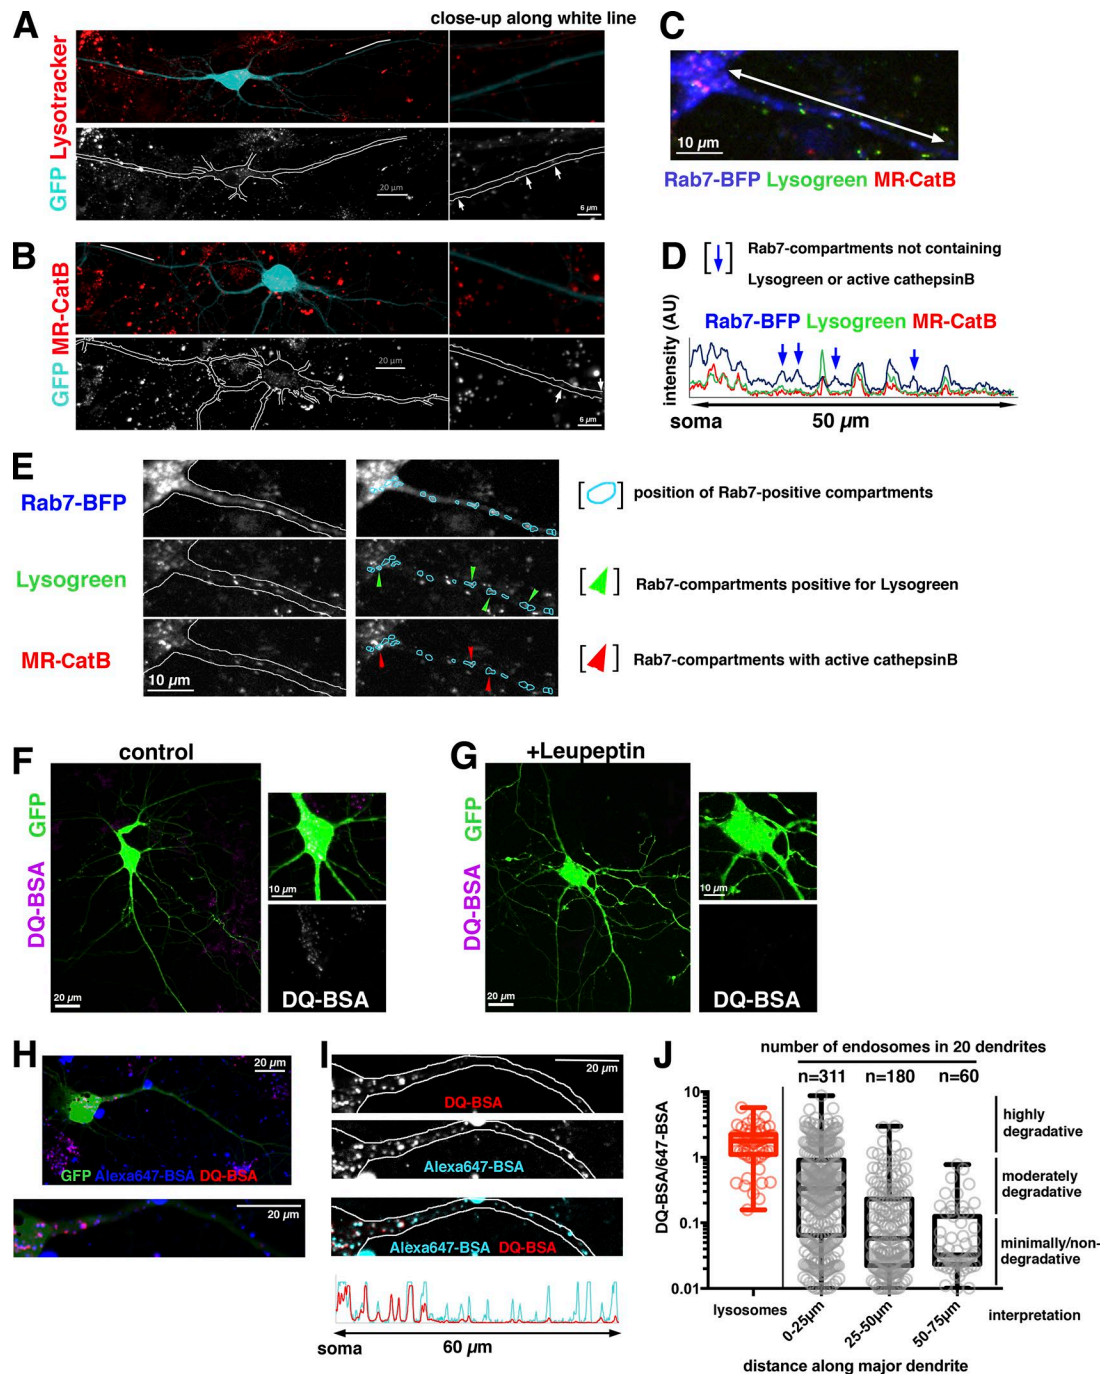 A
close-up along white line
GFP Lysotracker
20 µm
6 µm
B
GFP MR-CatB
20 µm
6 µm
C
10 µm
Rab7-BFP Lysogreen MR-CatB
D
[ ] Rab7-compartments not containing
Lysogreen or active cathepsinB
Rab7-BFP Lysogreen MR-CatB
intensity (AU)
soma
50 µm
E
Rab7-BFP
[ ] position of Rab7-positive compartments
Lysogreen
[ ] Rab7-compartments positive for Lysogreen
MR-CatB
[ ] Rab7-compartments with active cathepsinB
10 µm
F
control
DQ-BSA GFP
20 µm
10 µm
DQ-BSA
G
+Leupeptin
DQ-BSA GFP
20 µm
10 µm
DQ-BSA
H
20 µm
GFP Alexa647-BSA DQ-BSA
20 µm
I
20 µm
DQ-BSA
Alexa647-BSA
Alexa647-BSA DQ-BSA
soma
60 µm
J
number of endosomes in 20 dendrites
n=311 n=180 n=60
DQ-BSA/647-BSA
10
1
0.1
0.01
highly
degradative
moderately
degradative
minimally/non-
degradative
lysosomes
0-25µm
25-50µm
50-75µm
interpretation
distance along major dendrite